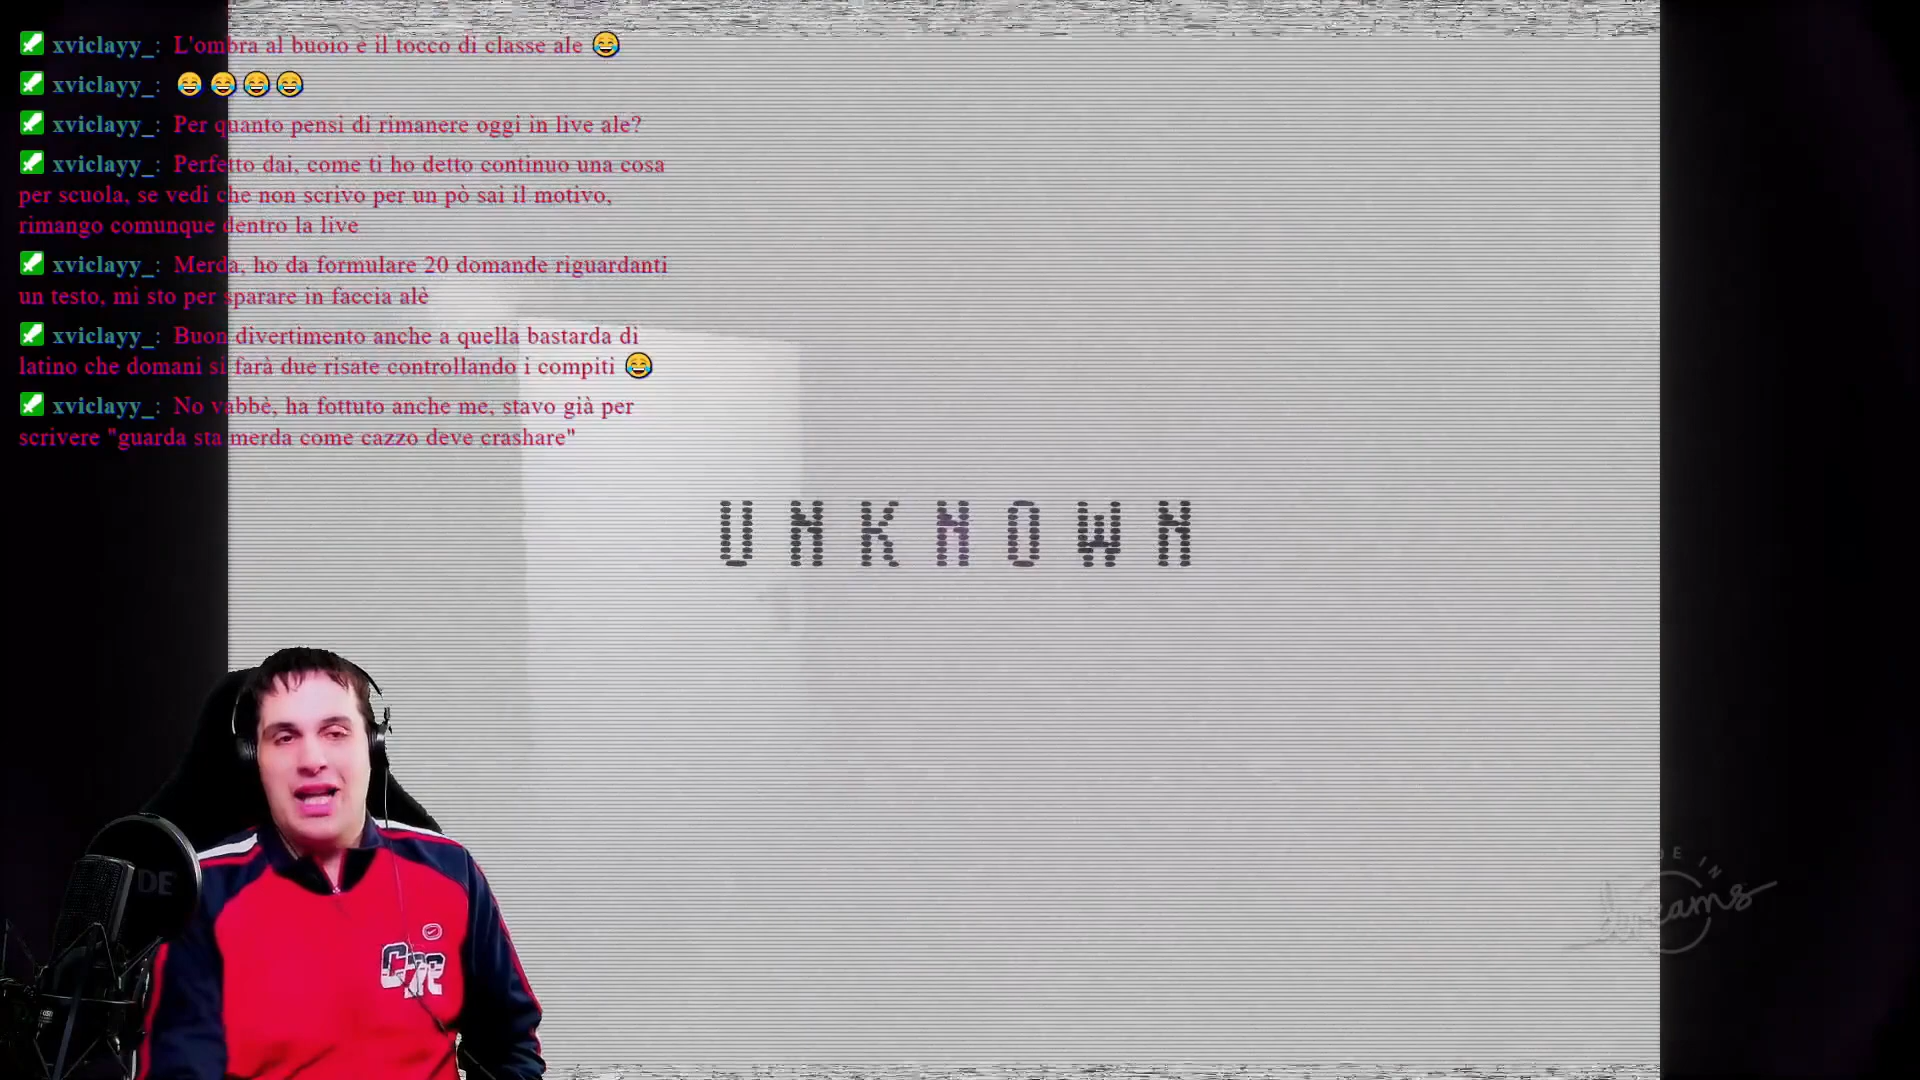 xviclayy_: L'ombra al buoio è il tocco di classe ale 😂
xviclayy_: 😂😂😂😂
xviclayy_: Per quanto pensi di rimanere oggi in live ale?
xviclayy_: Perfetto dai, come ti ho detto continuo una cosa
per scuola, se vedi che non scrivo per un pò sai il motivo,
rimango comunque dentro la live
xviclayy_: Merda, ho da formulare 20 domande riguardanti
un testo, mi sto per sparare in faccia alè
xviclayy_: Buon divertimento anche a quella bastarda di
latino che domani si farà due risate controllando i compiti 😂
xviclayy_: No vabbè, ha fottuto anche me, stavo già per
scrivere "guarda sta merda come cazzo deve crashare"
UNKNOWN
DE IN
dreams
DE